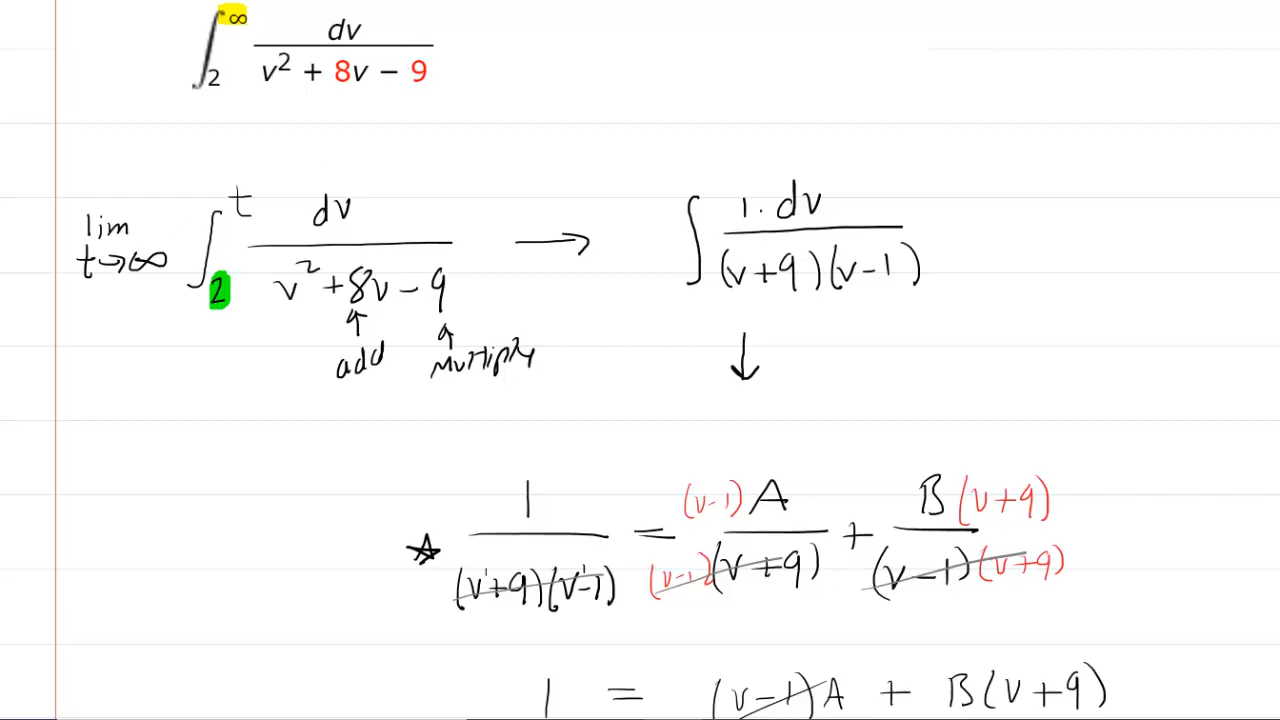 ∫₂^∞ dv / (v² + 8v − 9)
lim t→∞ ∫₂^t dv / (v² + 8v − 9) → ∫ 1·dv / ((v+9)(v−1))
↑ ↑ ↓
add Multiply
☆ 1 / ((v+9)(v−1)) = (v−1) A / ((v−1)(v+9)) + B (v+9) / ((v−1)(v+9))
1 = (v−1)A + B(v+9)